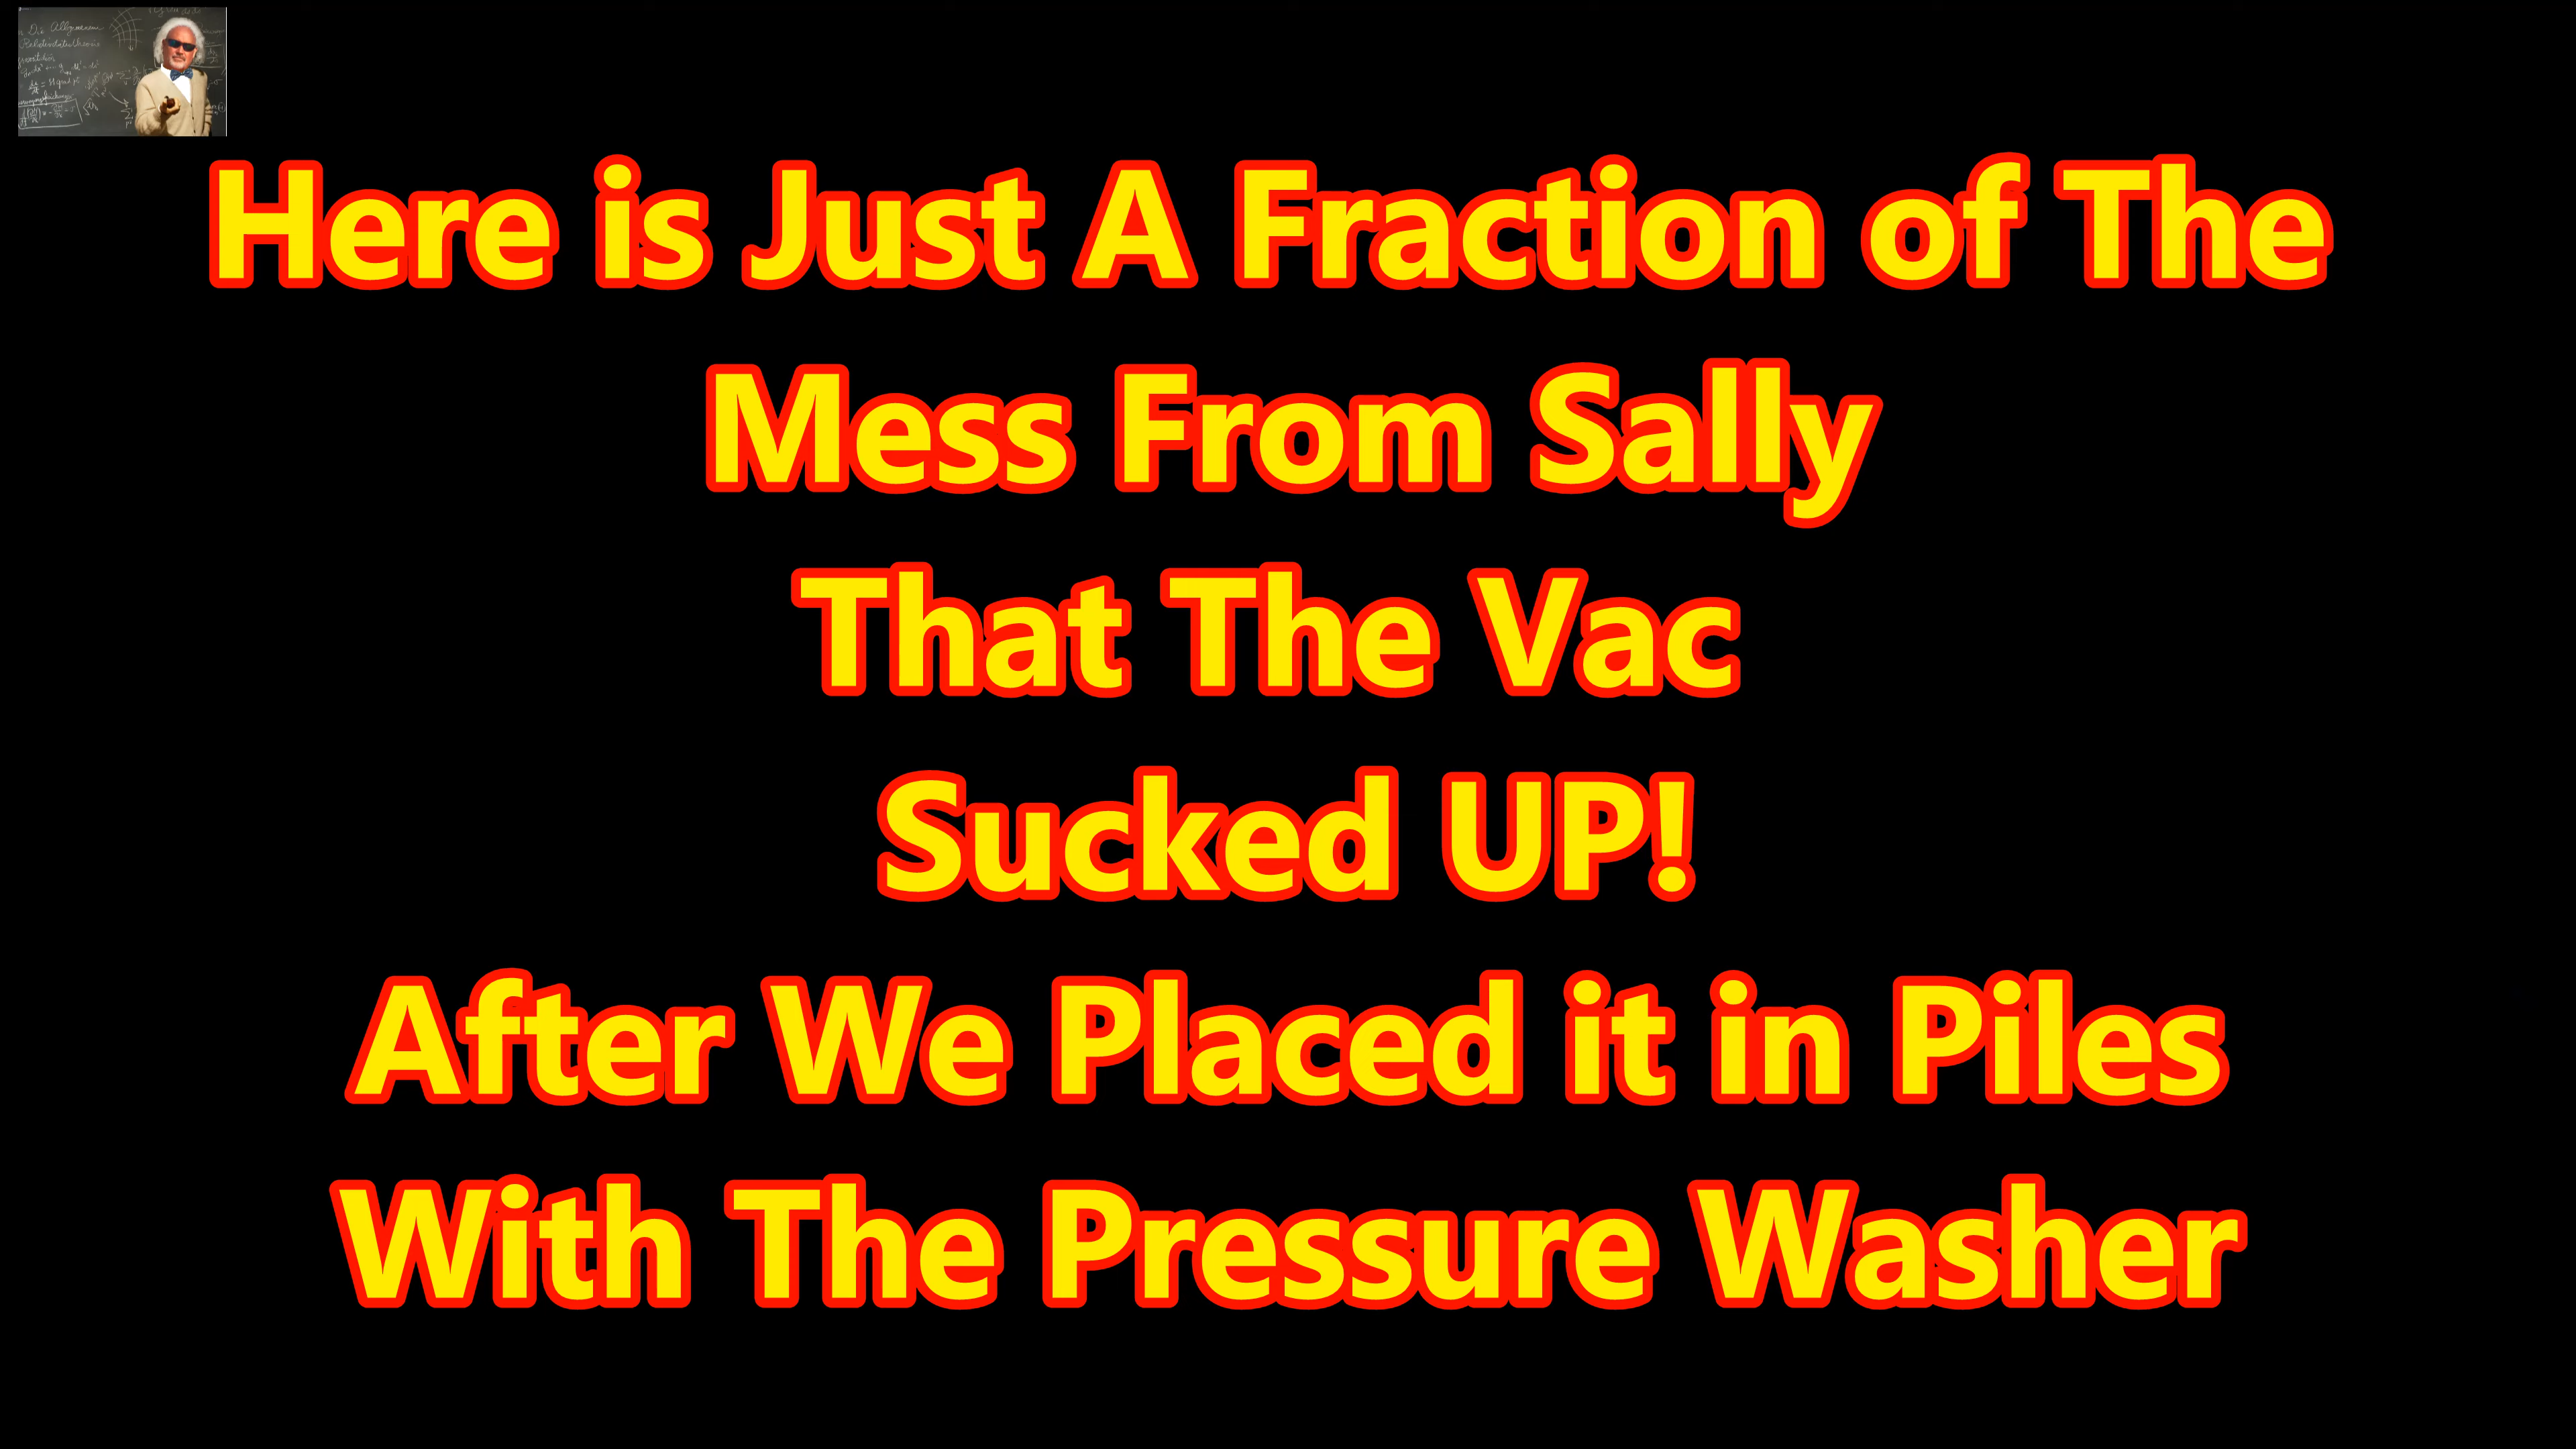 Here is Just A Fraction of The
Mess From Sally
That The Vac
Sucked UP!
After We Placed it in Piles
With The Pressure Washer